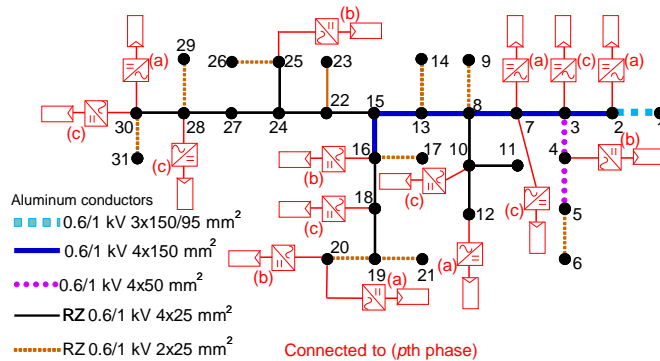 (b)
29
(a)
26
25
23
14
9
(a)
(c)
(a)
30
28
27
24
22
15
13
8
7
3
2
(c)
31
(c)
16
17
10
11
4
(b)
(b)
(c)
18
12
(c)
5
(c)
20
19
21
(a)
6
(b)
(a)
Aluminum conductors
0.6/1 kV 3x150/95 mm²
0.6/1 kV 4x150 mm²
0.6/1 kV 4x50 mm²
RZ 0.6/1 kV 4x25 mm²
RZ 0.6/1 kV 2x25 mm²
Connected to (pth phase)